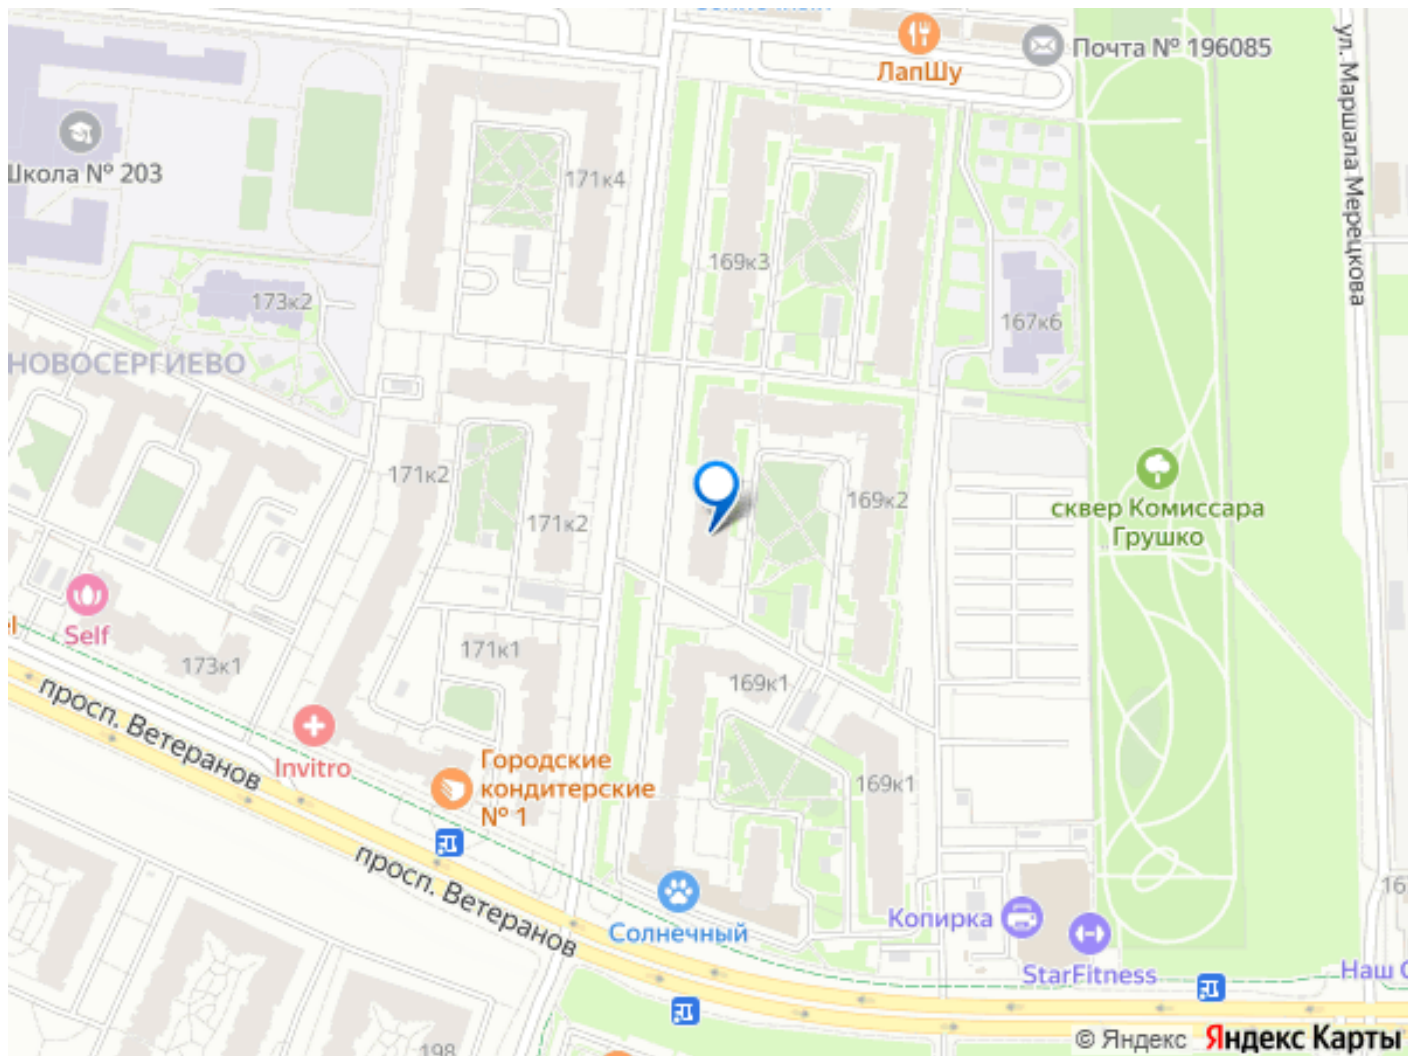 ЛапШу
Почта № 196085
ул. Маршала Мерецкова
Школа № 203
171к4
169к3
173к2
167к6
НОВОСЕРГИЕВО
171к2
171к2
169к2
сквер Комиссара
Грушко
Self
173к1
171к1
169к1
просп. Ветеранов
Invitro
Городские
кондитерские
№ 1
169к1
просп. Ветеранов
Солнечный
Копирка
StarFitness
Наш
198
© Яндекс Яндекс Карты